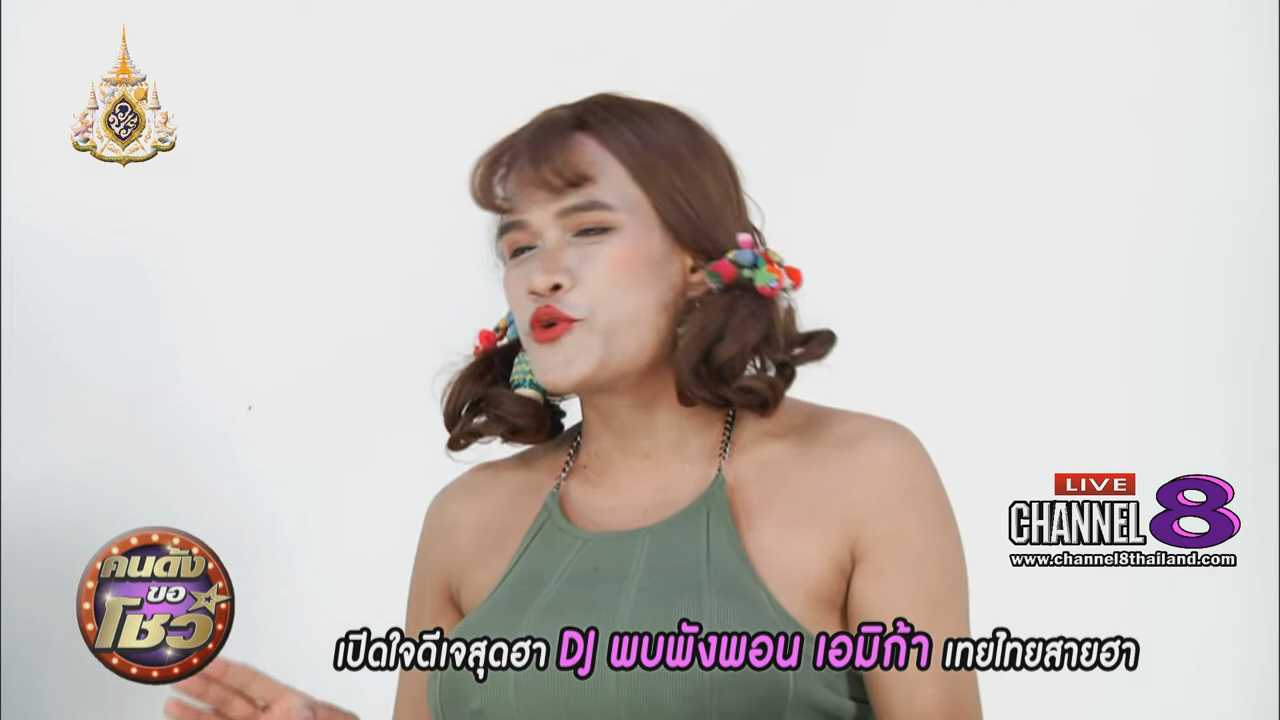 LIVE
CHANNEL 8
www.channel8thailand.com
คนดัง
ขอ
โชว์
เปิดใจดีเจสุดฮา DJ พบพังพอน เอมิก้า เทยไทยสายฮา